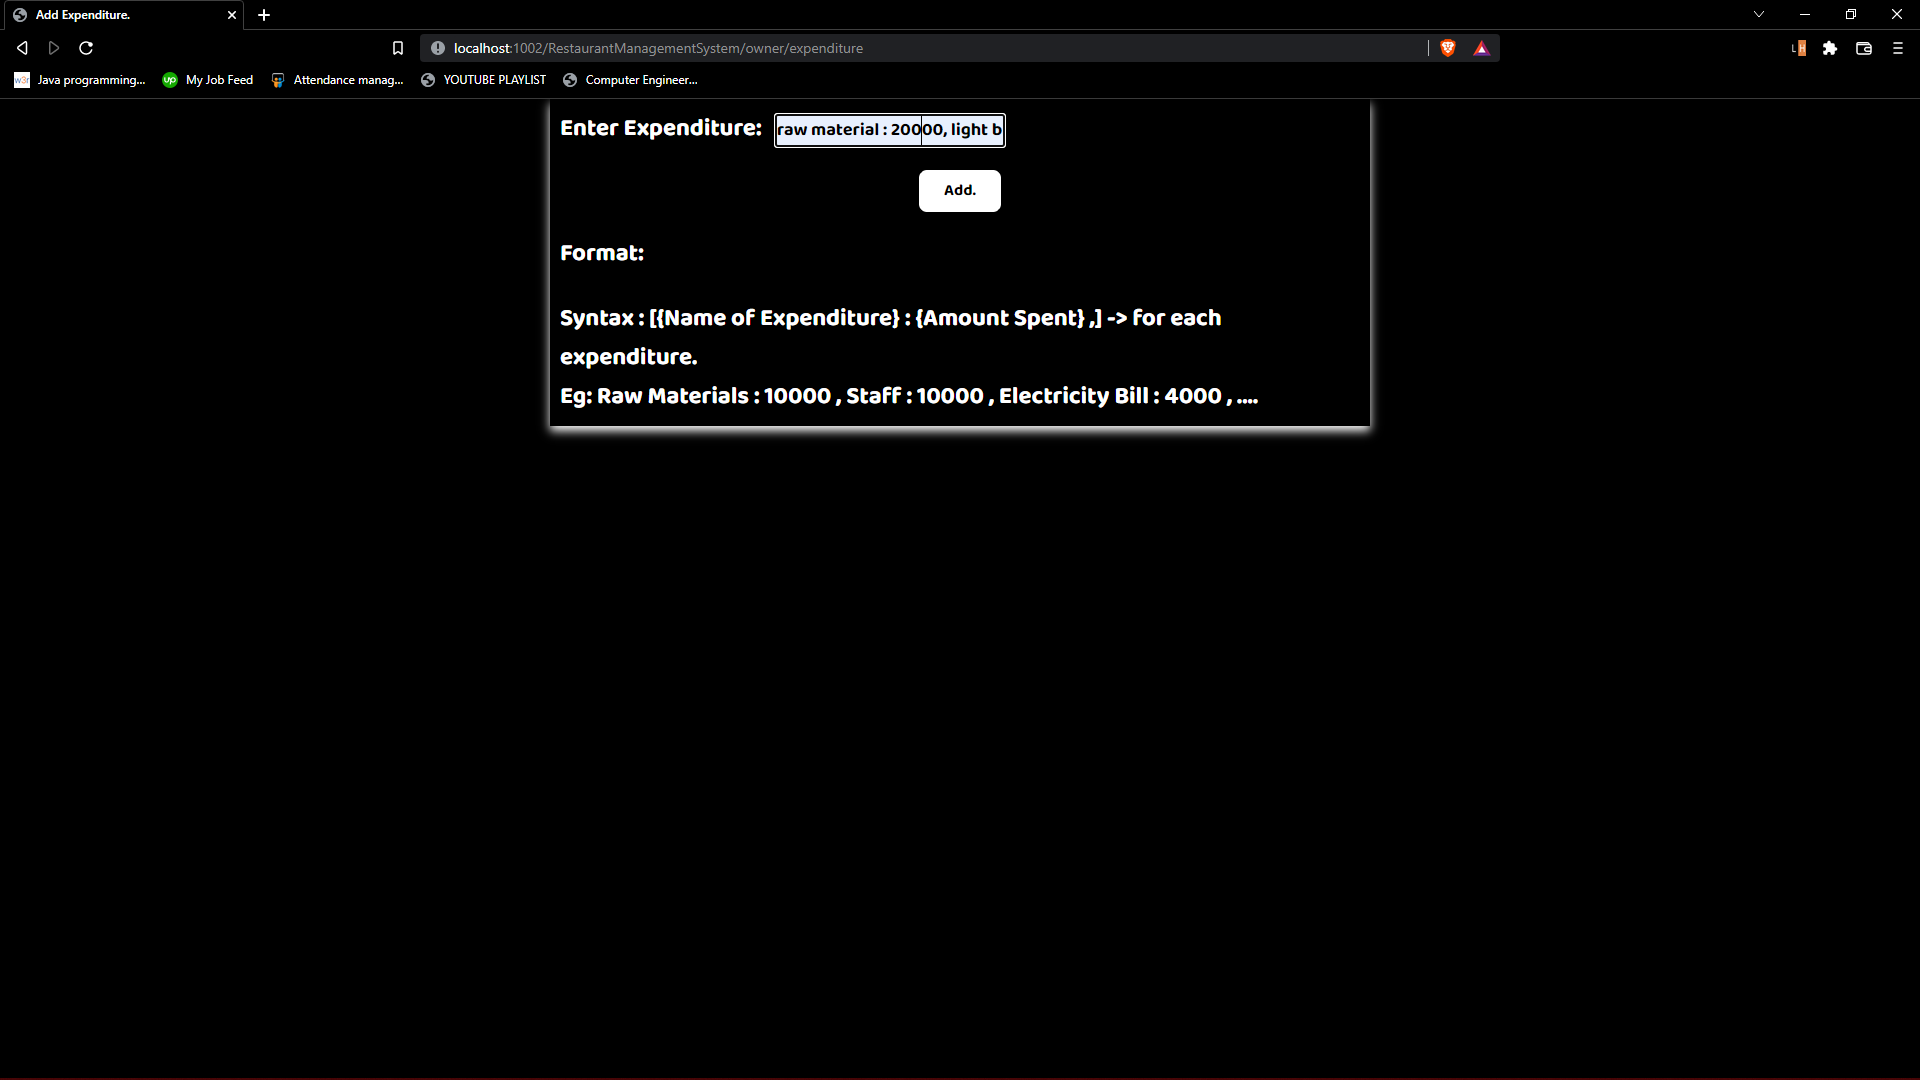 Add Expenditure.
localhost:1002/RestaurantManagementSystem/owner/expenditure
Java programming... My Job Feed Attendance manag... YOUTUBE PLAYLIST Computer Engineer...
Enter Expenditure: raw material : 20000, light b
Add.
Format:
Syntax : [{Name of Expenditure} : {Amount Spent} ,] -> for each
expenditure.
Eg: Raw Materials : 10000 , Staff : 10000 , Electricity Bill : 4000 , ....